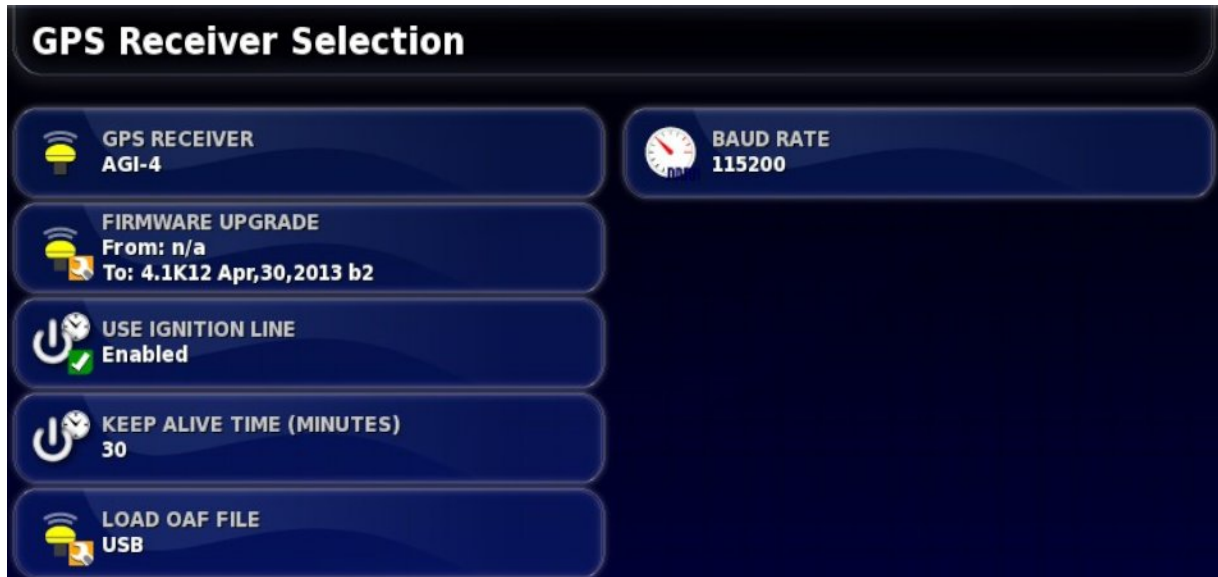 GPS Receiver Selection
GPS RECEIVER
AGI-4
FIRMWARE UPGRADE
From: n/a
To: 4.1K12 Apr,30,2013 b2
USE IGNITION LINE
Enabled
KEEP ALIVE TIME (MINUTES)
30
LOAD OAF FILE
USB
BAUD RATE
115200